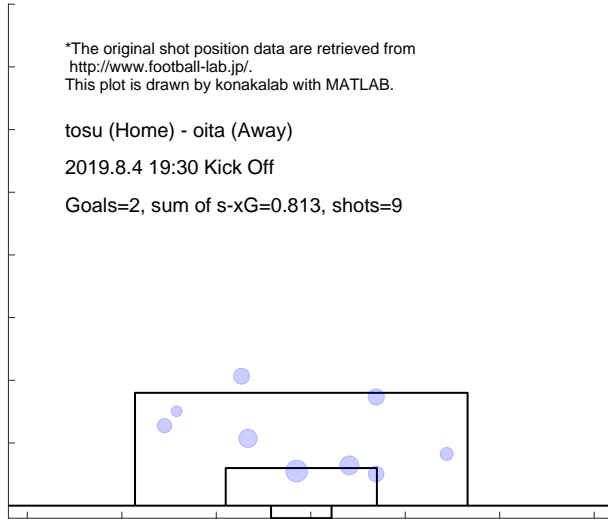 *The original shot position data are retrieved from
http://www.football-lab.jp/.
This plot is drawn by konakalab with MATLAB.
tosu (Home) - oita (Away)
2019.8.4 19:30 Kick Off
Goals=2, sum of s-xG=0.813, shots=9